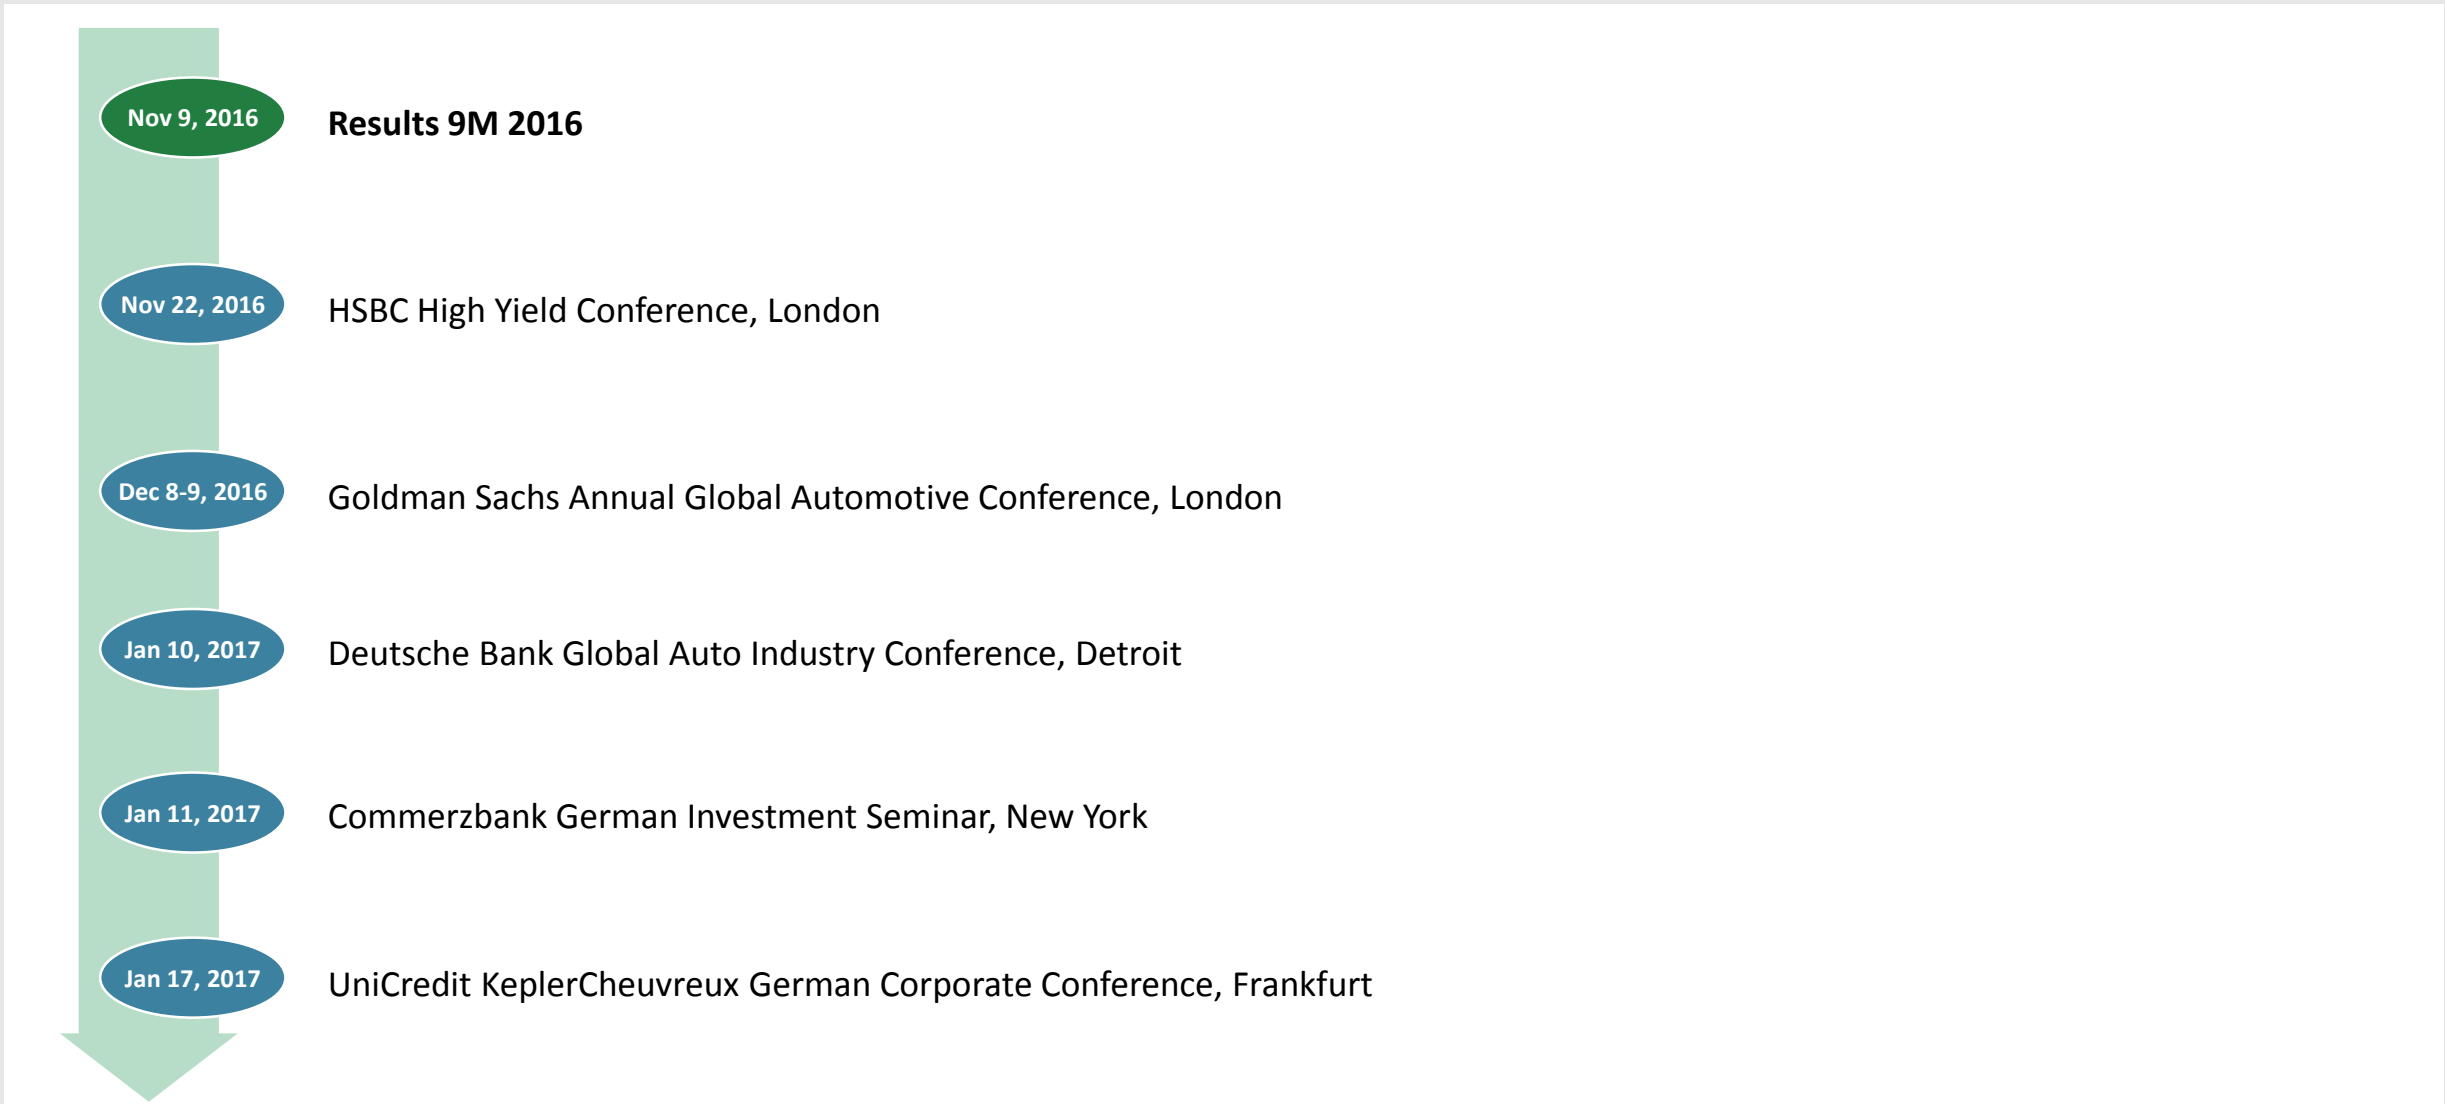 Nov 9, 2016
Results 9M 2016
Nov 22, 2016
HSBC High Yield Conference, London
Dec 8-9, 2016
Goldman Sachs Annual Global Automotive Conference, London
Jan 10, 2017
Deutsche Bank Global Auto Industry Conference, Detroit
Jan 11, 2017
Commerzbank German Investment Seminar, New York
Jan 17, 2017
UniCredit KeplerCheuvreux German Corporate Conference, Frankfurt